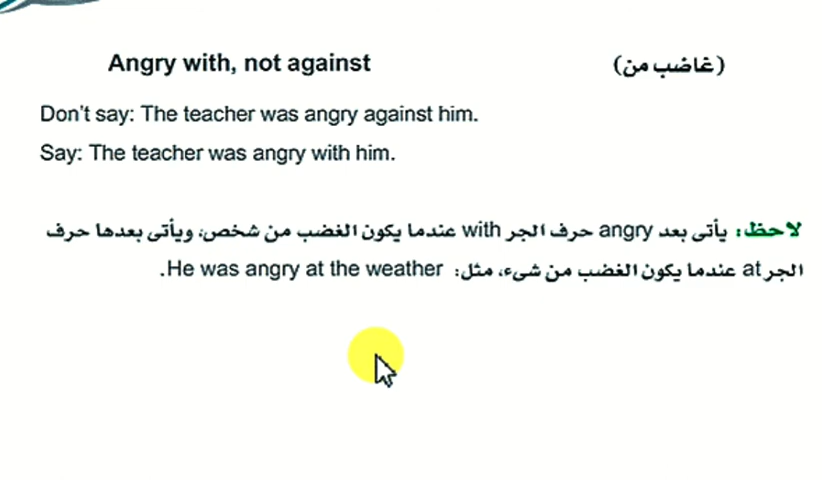 Angry with, not against (غاضب من)
Don't say: The teacher was angry against him.
Say: The teacher was angry with him.
لاحظ: يأتى بعد angry حرف الجر with عندما يكون الغضب من شخص، ويأتى بعدها حرف
الجر at عندما يكون الغضب من شىء، مثل: He was angry at the weather.